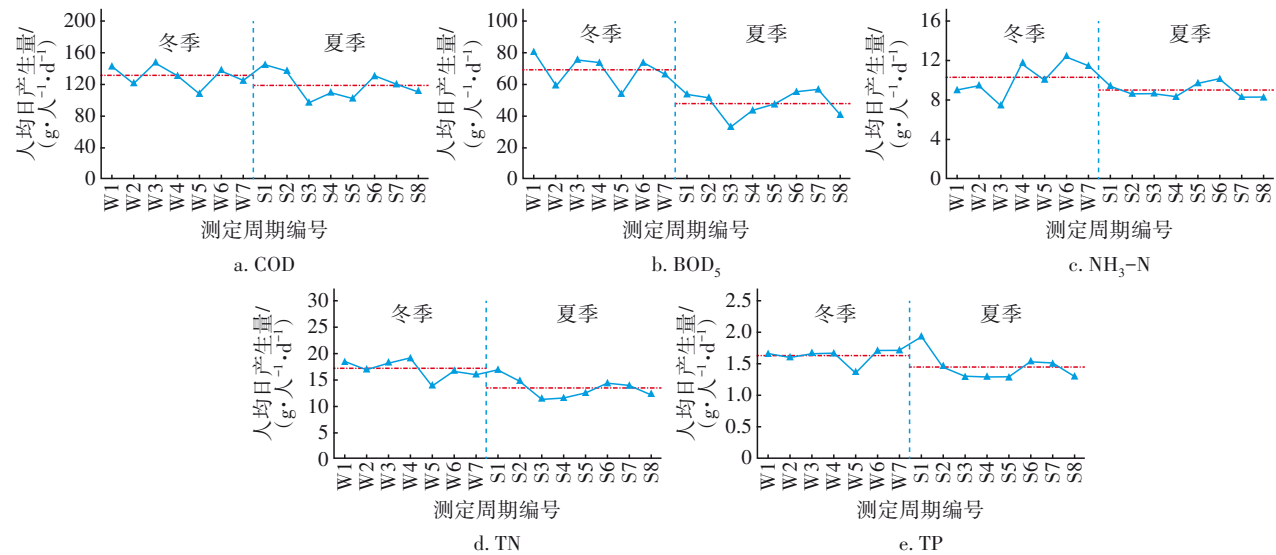 人均日产生量/
(g·人⁻¹·d⁻¹)
200
160
120
80
40
0
冬季
夏季
W1 W2 W3 W4 W5 W6 W7 S1 S2 S3 S4 S5 S6 S7 S8
测定周期编号
a. COD
人均日产生量/
(g·人⁻¹·d⁻¹)
100
80
60
40
20
0
冬季
夏季
W1 W2 W3 W4 W5 W6 W7 S1 S2 S3 S4 S5 S6 S7 S8
测定周期编号
b. BOD₅
人均日产生量/
(g·人⁻¹·d⁻¹)
16
12
8
4
0
冬季
夏季
W1 W2 W3 W4 W5 W6 W7 S1 S2 S3 S4 S5 S6 S7 S8
测定周期编号
c. NH₃-N
人均日产生量/
(g·人⁻¹·d⁻¹)
30
25
20
15
10
5
0
冬季
夏季
W1 W2 W3 W4 W5 W6 W7 S1 S2 S3 S4 S5 S6 S7 S8
测定周期编号
d. TN
人均日产生量/
(g·人⁻¹·d⁻¹)
2.5
2.0
1.5
1.0
0.5
0
冬季
夏季
W1 W2 W3 W4 W5 W6 W7 S1 S2 S3 S4 S5 S6 S7 S8
测定周期编号
e. TP